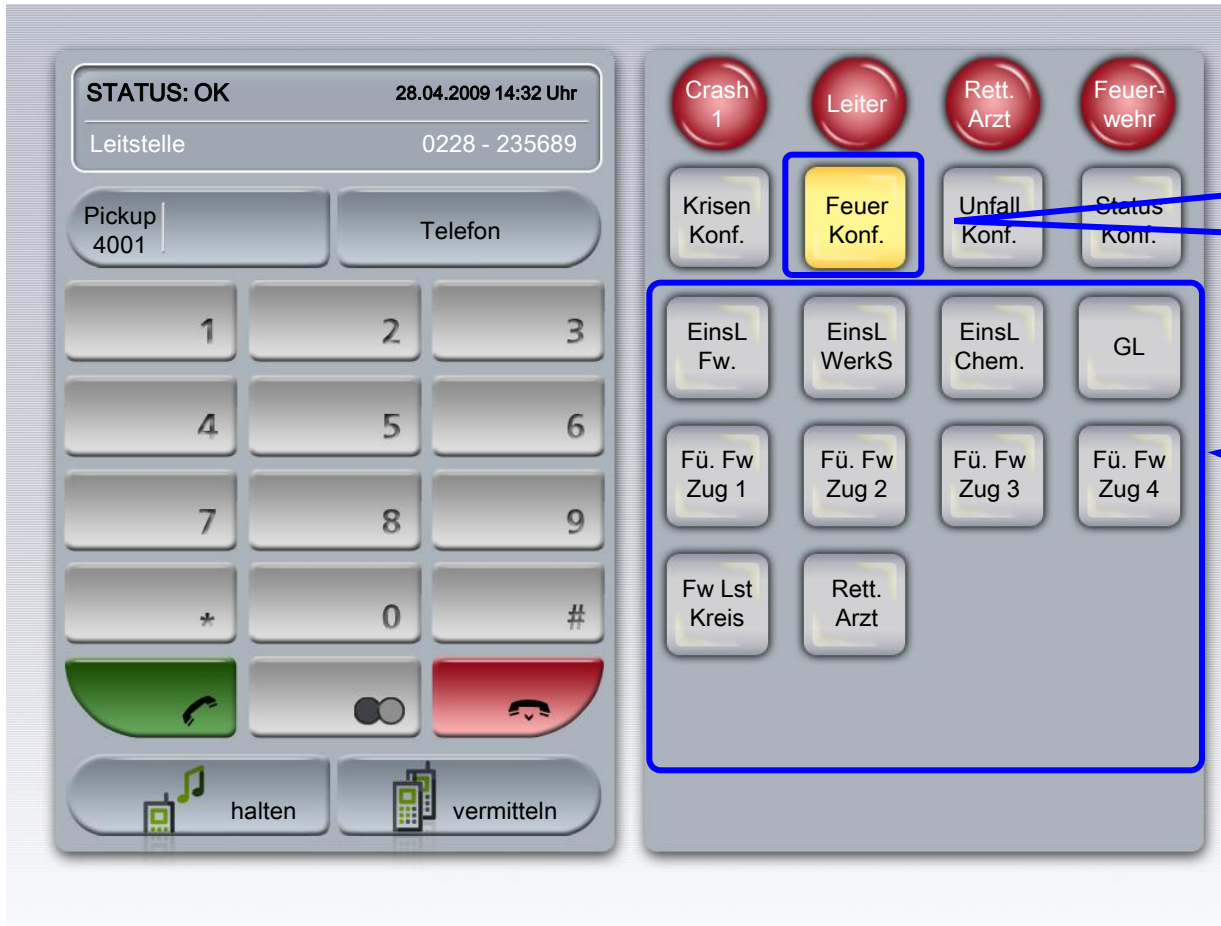 STATUS: OK 28.04.2009 14:32 Uhr
Leitstelle 0228 - 235689
Pickup
4001
Telefon
1 2 3
4 5 6
7 8 9
* 0 #
halten vermitteln
Crash
1
Leiter
Rett.
Arzt
Feuer-
wehr
Krisen
Konf.
Feuer
Konf.
Unfall
Konf.
Status
Konf.
EinsL
Fw.
EinsL
WerkS
EinsL
Chem.
GL
Fü. Fw
Zug 1
Fü. Fw
Zug 2
Fü. Fw
Zug 3
Fü. Fw
Zug 4
Fw Lst
Kreis
Rett.
Arzt